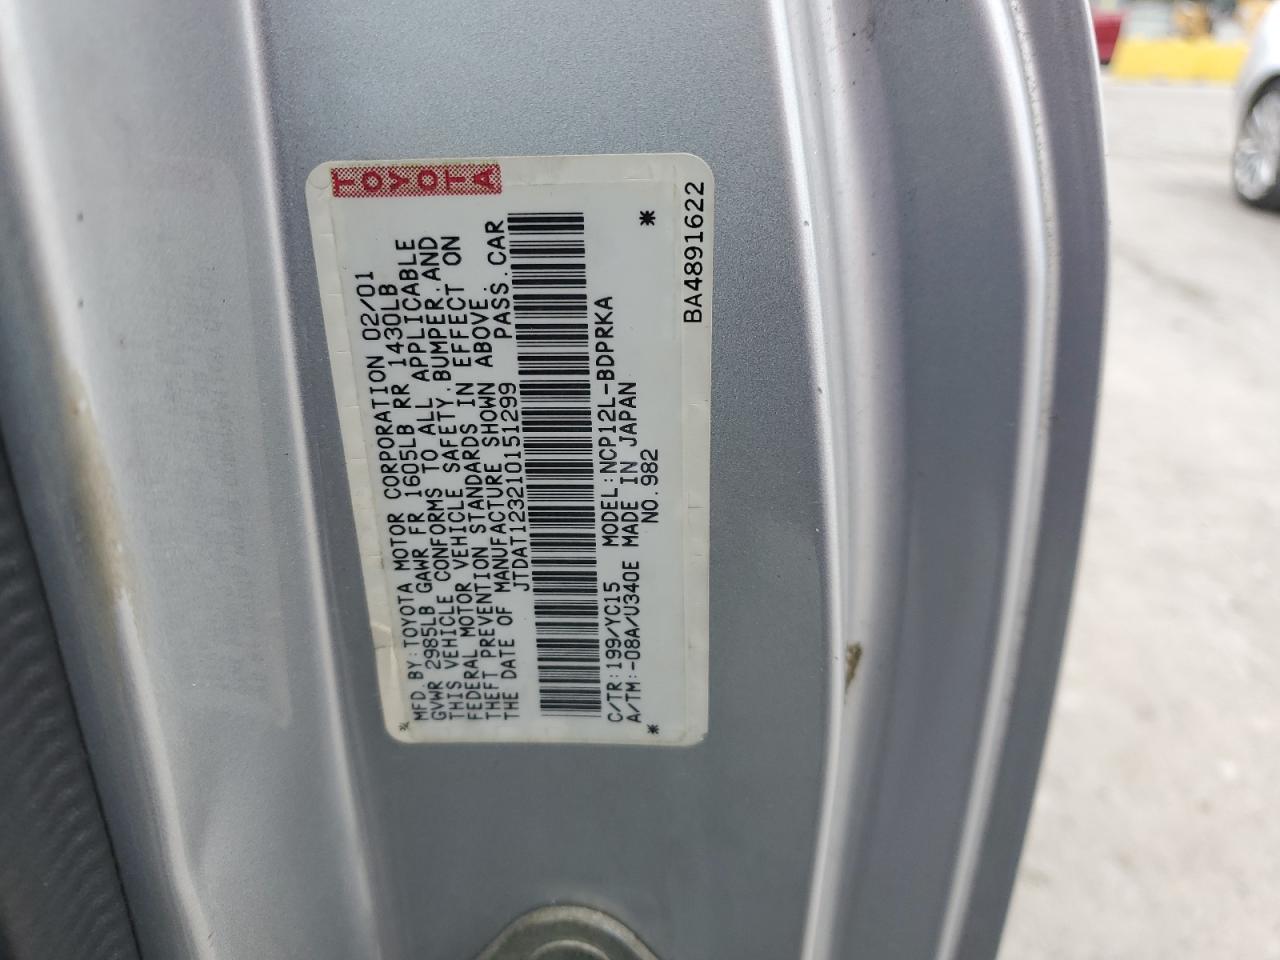 TOYOTA
MFD.BY:TOYOTA MOTOR CORPORATION 02/01
GVWR 2985LB GAWR FR 1605LB RR 1430LB
THIS VEHICLE CONFORMS TO ALL APPLICABLE
FEDERAL MOTOR VEHICLE SAFETY.BUMPER.AND
THEFT PREVENTION STANDARDS IN EFFECT ON
THE DATE OF MANUFACTURE SHOWN ABOVE.
JTDAT123210151299 PASS.CAR
C/TR:199/YC15 MODEL:NCP12L-BDPRKA
A/TM:-08A/U340E MADE IN JAPAN
* NO.982 *
BA4891622